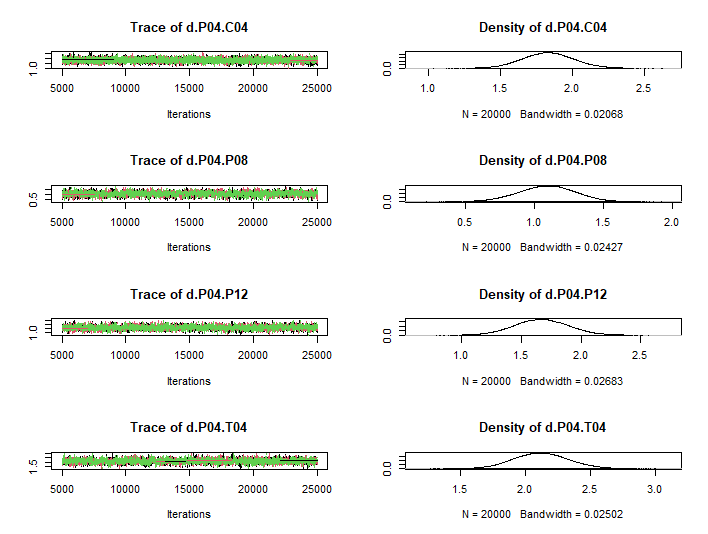 Trace of d.P04.C04
Density of d.P04.C04
1.0
0.0
5000 10000 15000 20000 25000
1.0 1.5 2.0 2.5
Iterations
N = 20000 Bandwidth = 0.02068
Trace of d.P04.P08
Density of d.P04.P08
0.5
0.0
5000 10000 15000 20000 25000
0.5 1.0 1.5 2.0
Iterations
N = 20000 Bandwidth = 0.02427
Trace of d.P04.P12
Density of d.P04.P12
1.0
0.0
5000 10000 15000 20000 25000
1.0 1.5 2.0 2.5
Iterations
N = 20000 Bandwidth = 0.02683
Trace of d.P04.T04
Density of d.P04.T04
1.5
0.0
5000 10000 15000 20000 25000
1.5 2.0 2.5 3.0
Iterations
N = 20000 Bandwidth = 0.02502